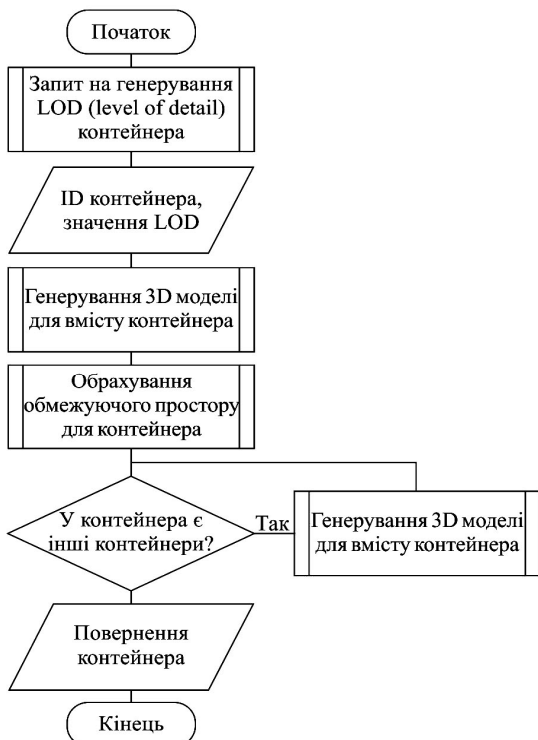 Початок
Запит на генерування
LOD (level of detail)
контейнера
ID контейнера,
значення LOD
Генерування 3D моделі
для вмісту контейнера
Обрахування
обмежуючого простору
для контейнера
У контейнера є
інші контейнери?
Так
Генерування 3D моделі
для вмісту контейнера
Повернення
контейнера
Кінець